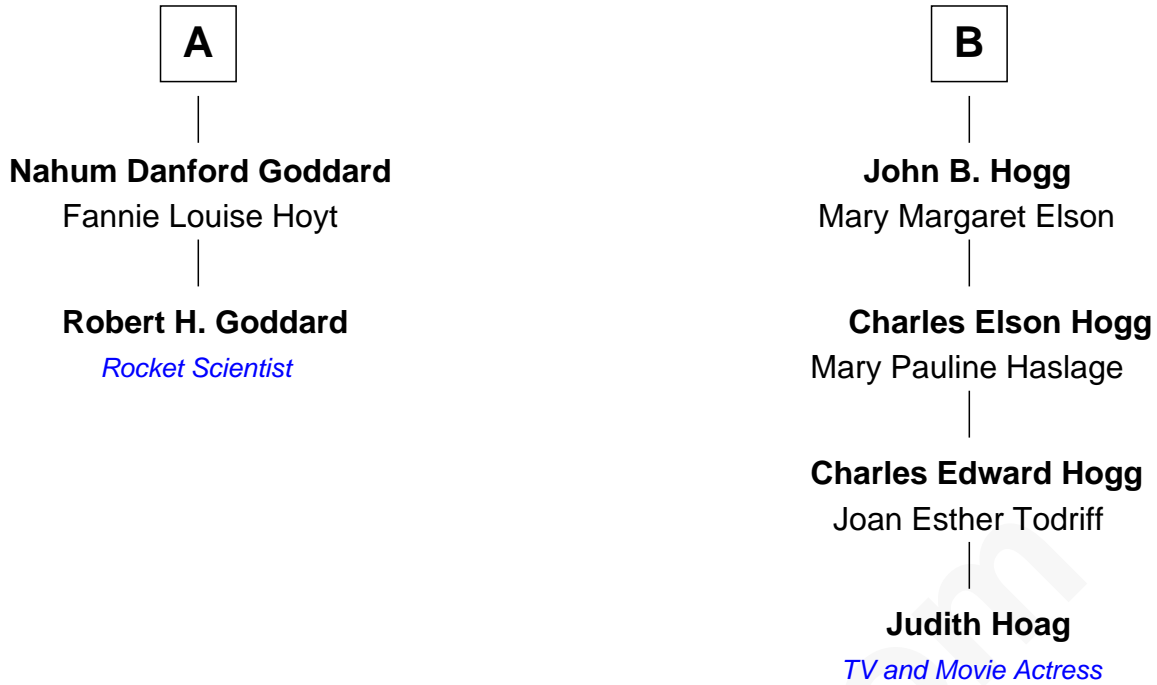 A
Nahum Danford Goddard
Fannie Louise Hoyt
Robert H. Goddard
Rocket Scientist
B
John B. Hogg
Mary Margaret Elson
Charles Elson Hogg
Mary Pauline Haslage
Charles Edward Hogg
Joan Esther Todriff
Judith Hoag
TV and Movie Actress